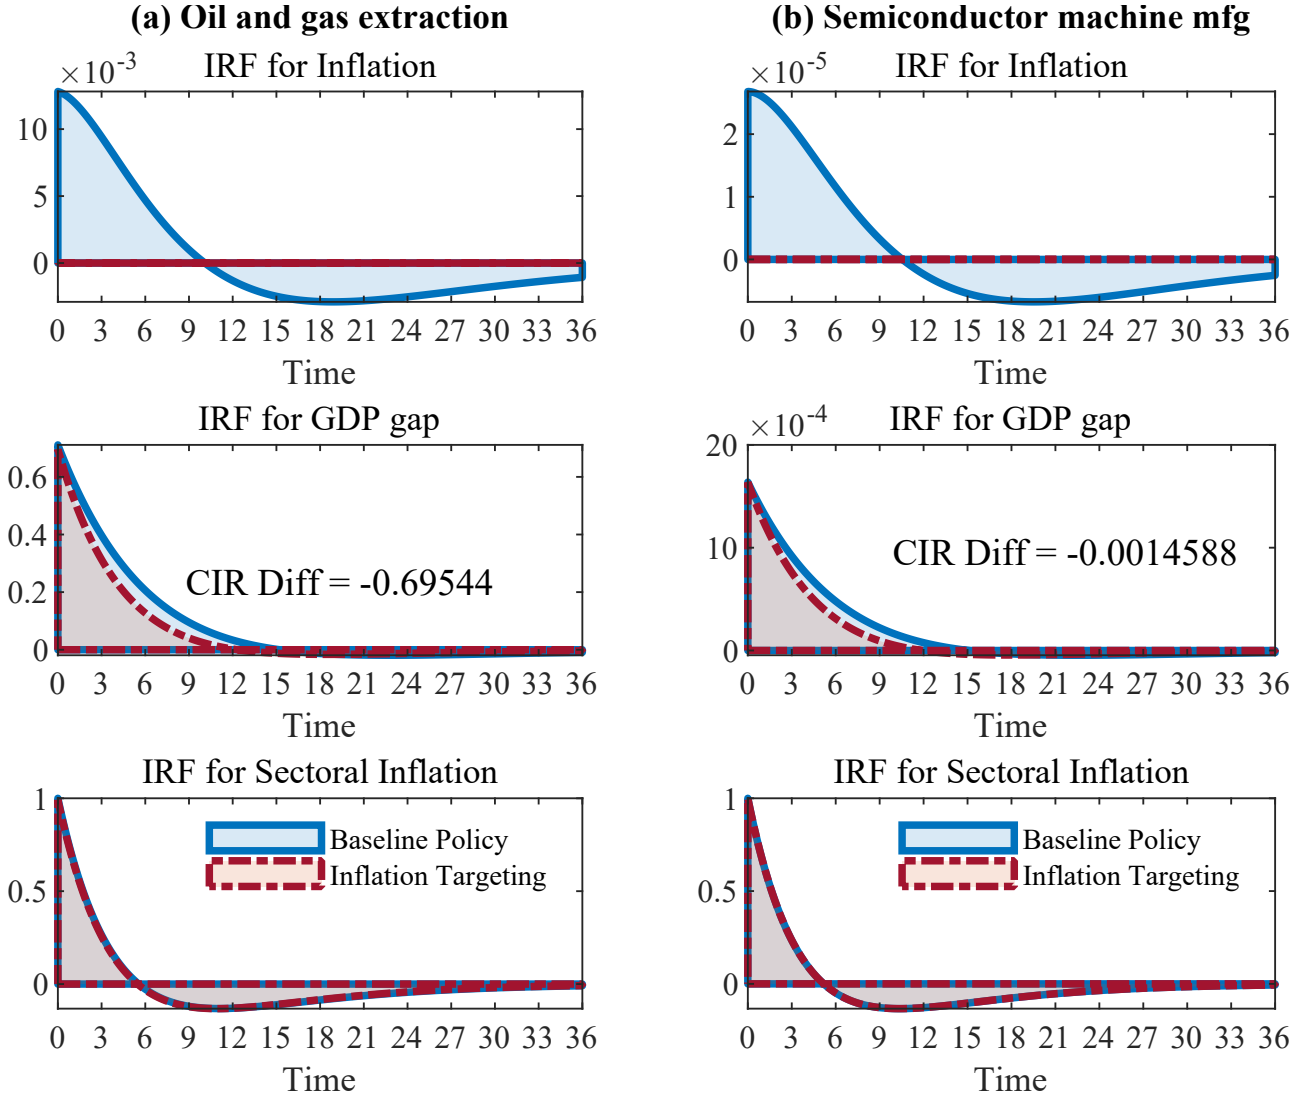 (a) Oil and gas extraction
IRF for Inflation
×10⁻³
10
5
0
0 3 6 9 12 15 18 21 24 27 30 33 36
Time
IRF for GDP gap
0.6
0.4
0.2
0
CIR Diff = -0.69544
0 3 6 9 12 15 18 21 24 27 30 33 36
Time
IRF for Sectoral Inflation
1
0.5
0
Baseline Policy
Inflation Targeting
0 3 6 9 12 15 18 21 24 27 30 33 36
Time
(b) Semiconductor machine mfg
IRF for Inflation
×10⁻⁵
2
1
0
0 3 6 9 12 15 18 21 24 27 30 33 36
Time
IRF for GDP gap
×10⁻⁴
20
10
0
CIR Diff = -0.0014588
0 3 6 9 12 15 18 21 24 27 30 33 36
Time
IRF for Sectoral Inflation
1
0.5
0
Baseline Policy
Inflation Targeting
0 3 6 9 12 15 18 21 24 27 30 33 36
Time